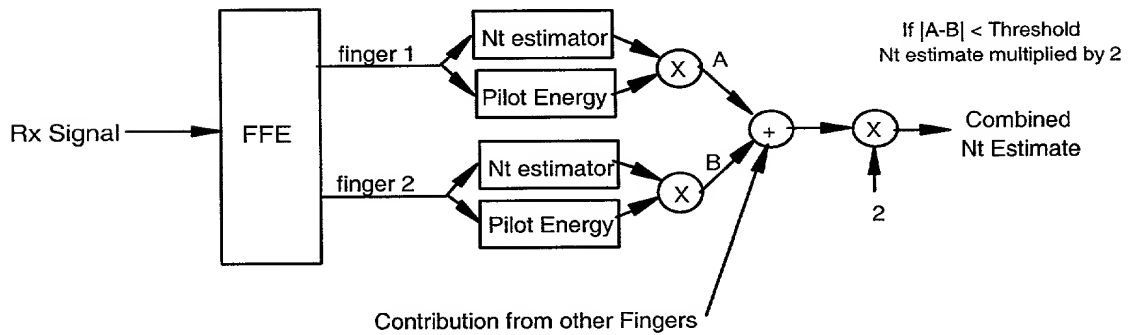 If |A-B| < Threshold
Nt estimate multiplied by 2
Rx Signal
FFE
finger 1
Nt estimator
Pilot Energy
X
A
finger 2
Nt estimator
Pilot Energy
X
B
+
X
2
Combined
Nt Estimate
Contribution from other Fingers